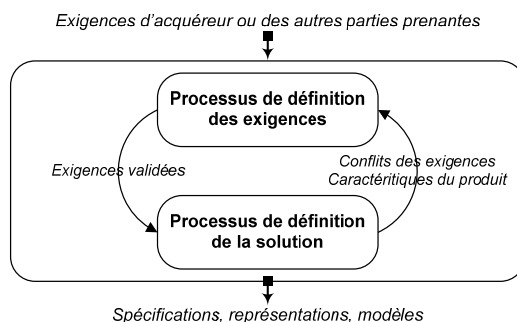 Exigences d'acquéreur ou des autres parties prenantes
Processus de définition
des exigences
Exigences validées
Conflits des exigences
Caractéritiques du produit
Processus de définition
de la solution
Spécifications, représentations, modèles